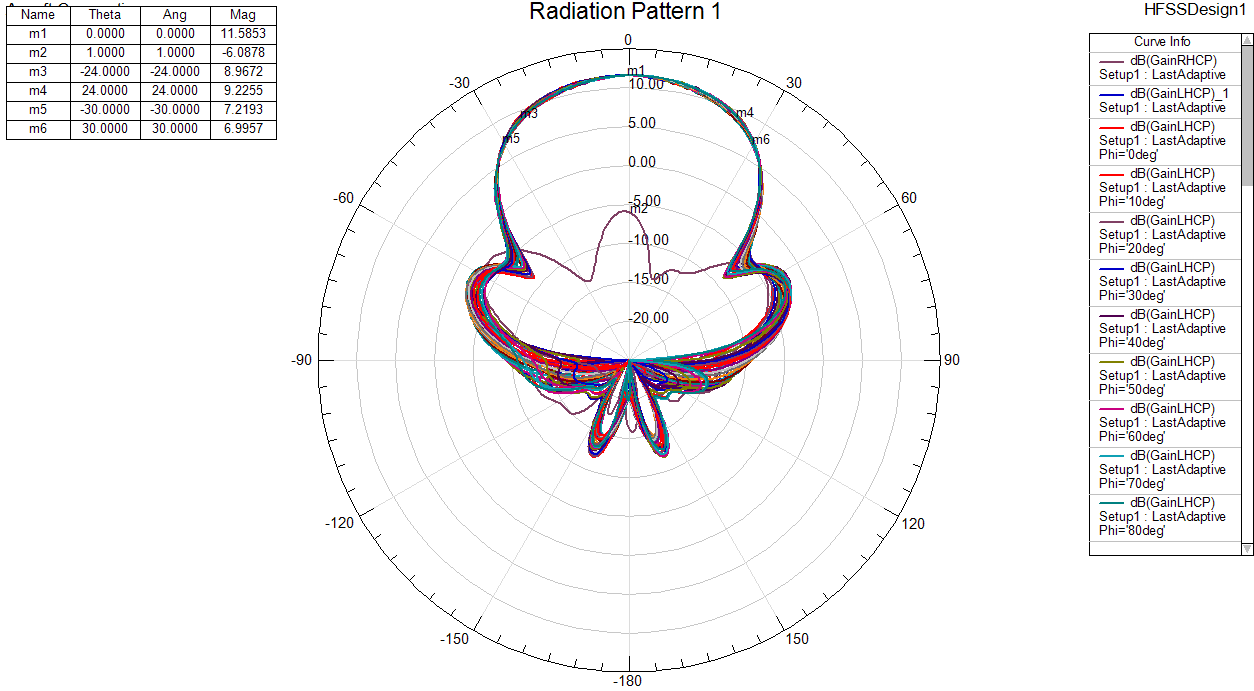 Radiation Pattern 1
HFSSDesign1
Name Theta Ang Mag
m1 0.0000 0.0000 11.5853
m2 1.0000 1.0000 -6.0878
m3 -24.0000 -24.0000 8.9672
m4 24.0000 24.0000 9.2255
m5 -30.0000 -30.0000 7.2193
m6 30.0000 30.0000 6.9957
0
-30
30
-60
60
-90
90
-120
120
-150
150
-180
m1
10.00
m3
m4
5.00
m5
m6
0.00
-5.00
m2
-10.00
-15.00
-20.00
Curve Info
dB(GainRHCP)
Setup1 : LastAdaptive
dB(GainLHCP)_1
Setup1 : LastAdaptive
dB(GainLHCP)
Setup1 : LastAdaptive
Phi='0deg'
dB(GainLHCP)
Setup1 : LastAdaptive
Phi='10deg'
dB(GainLHCP)
Setup1 : LastAdaptive
Phi='20deg'
dB(GainLHCP)
Setup1 : LastAdaptive
Phi='30deg'
dB(GainLHCP)
Setup1 : LastAdaptive
Phi='40deg'
dB(GainLHCP)
Setup1 : LastAdaptive
Phi='50deg'
dB(GainLHCP)
Setup1 : LastAdaptive
Phi='60deg'
dB(GainLHCP)
Setup1 : LastAdaptive
Phi='70deg'
dB(GainLHCP)
Setup1 : LastAdaptive
Phi='80deg'